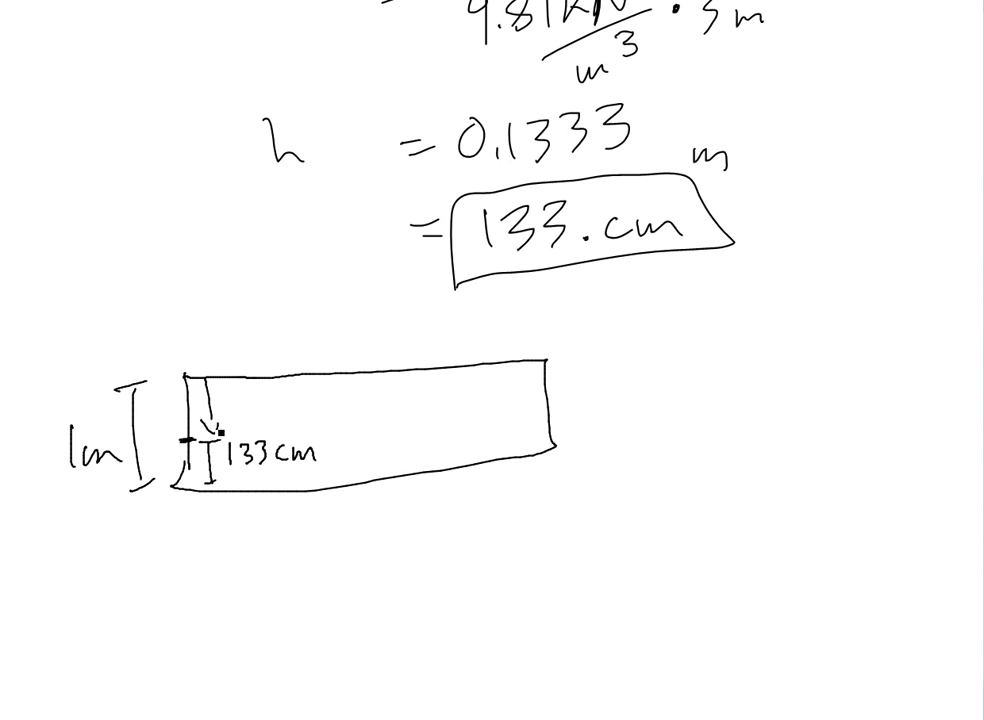 = 9.81kN/m³ · 3m
h = 0.1333 m
= 133. cm
1m 133cm